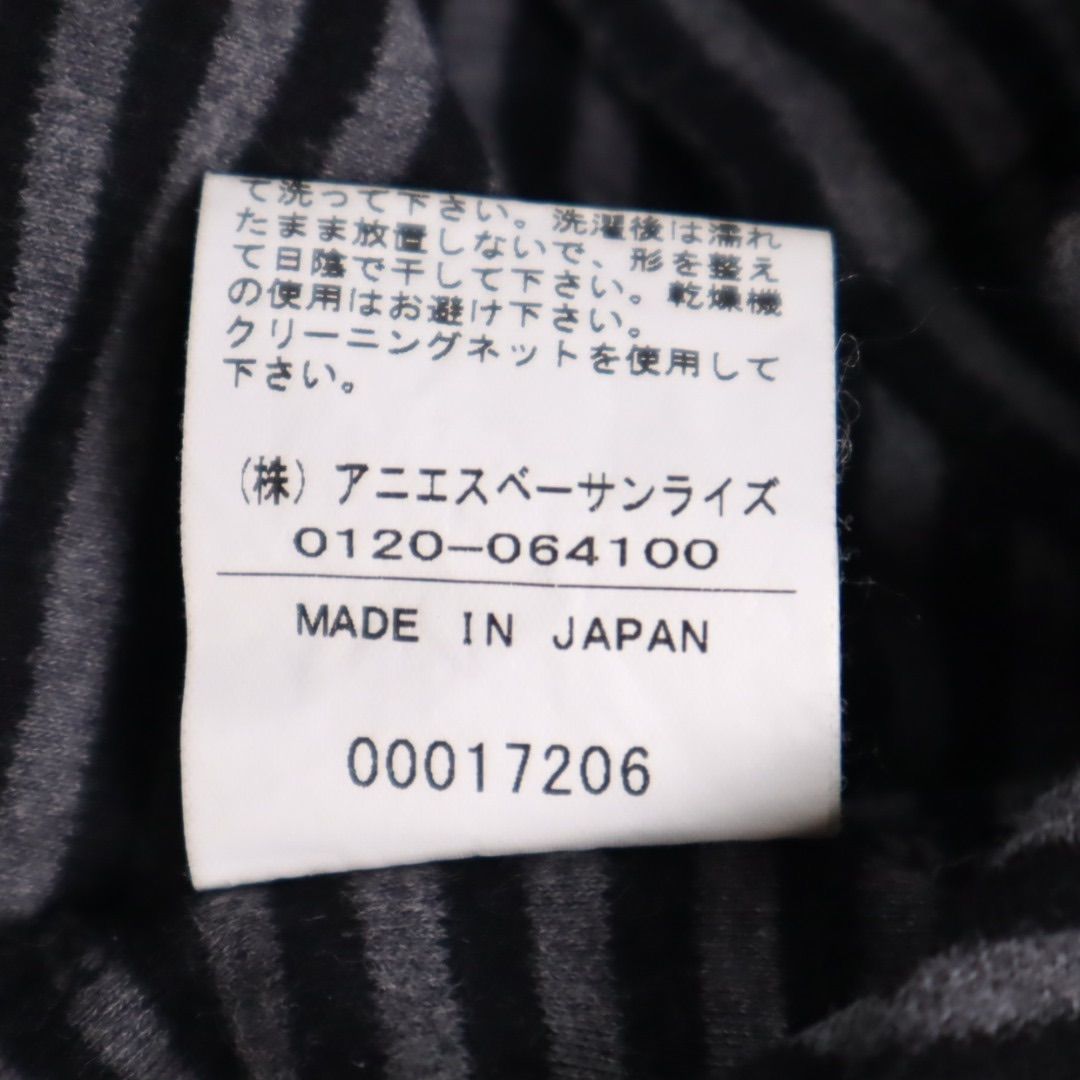 て洗って下さい。洗濯後は濡れ
たまま放置しないで、形を整え
て日陰で干して下さい。乾燥機
の使用はお避け下さい。
クリーニングネットを使用して
下さい。
(株) アニエスベーサンライズ
0120-064100
MADE IN JAPAN
00017206